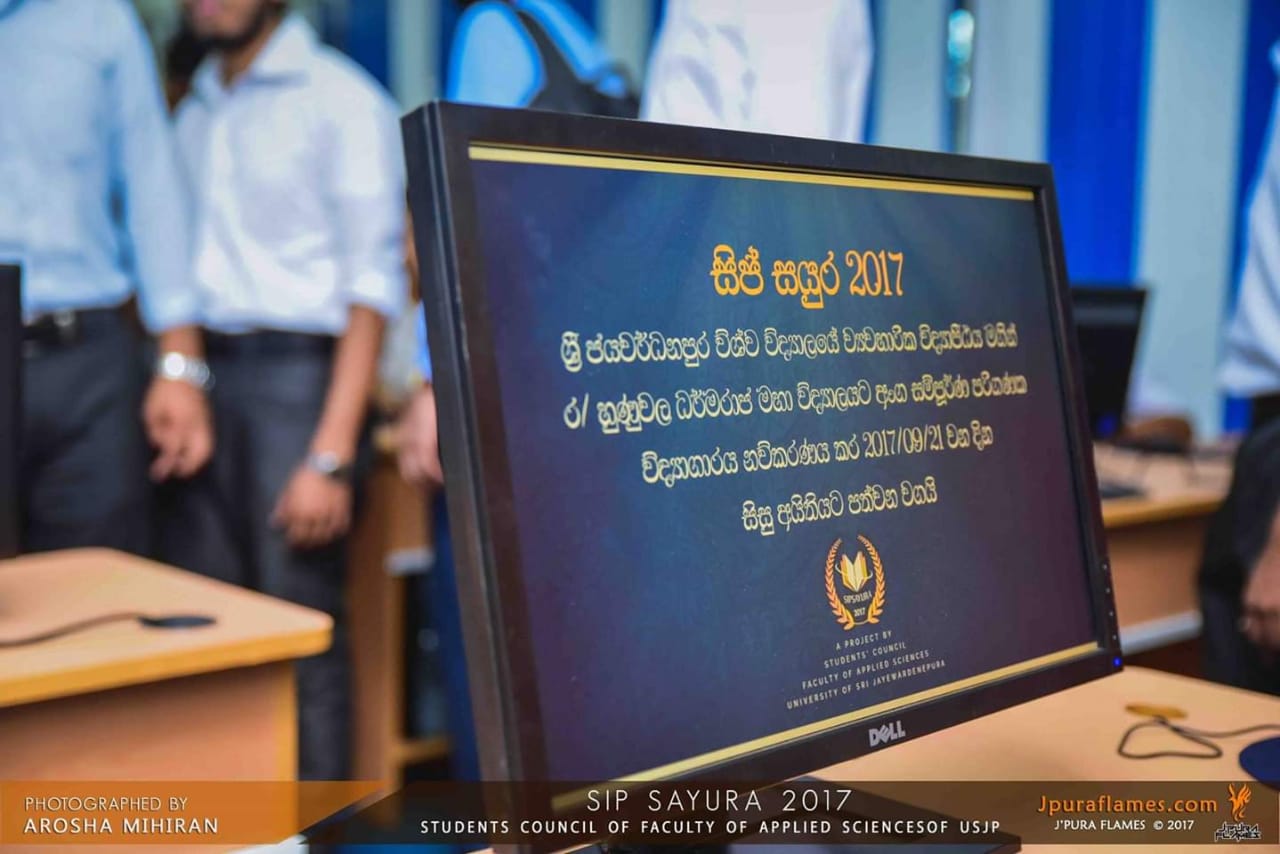 සිප් සයුර 2017
ශ්‍රී ජයවර්ධනපුර විශ්ව විද්‍යාලයේ ව්‍යවහාරික විද්‍යාපීඨය මගින්
ර/ හුණුවල ධර්මරාජ මහා විද්‍යාලයට අංග සම්පූර්ණ පරිගණක
විද්‍යාගාරය නවීකරණය කර 2017/09/21 වන දින
සිසු අයිතියට පත්වන වගයි
SIPSAYURA
2017
A PROJECT BY
STUDENTS' COUNCIL
FACULTY OF APPLIED SCIENCES
UNIVERSITY OF SRI JAYEWARDENEPURA
DELL
PHOTOGRAPHED BY
AROSHA MIHIRAN
SIP SAYURA 2017
STUDENTS COUNCIL OF FACULTY OF APPLIED SCIENCESOF USJP
Jpuraflames.com
J'PURA FLAMES © 2017
JPURA
FLAMES